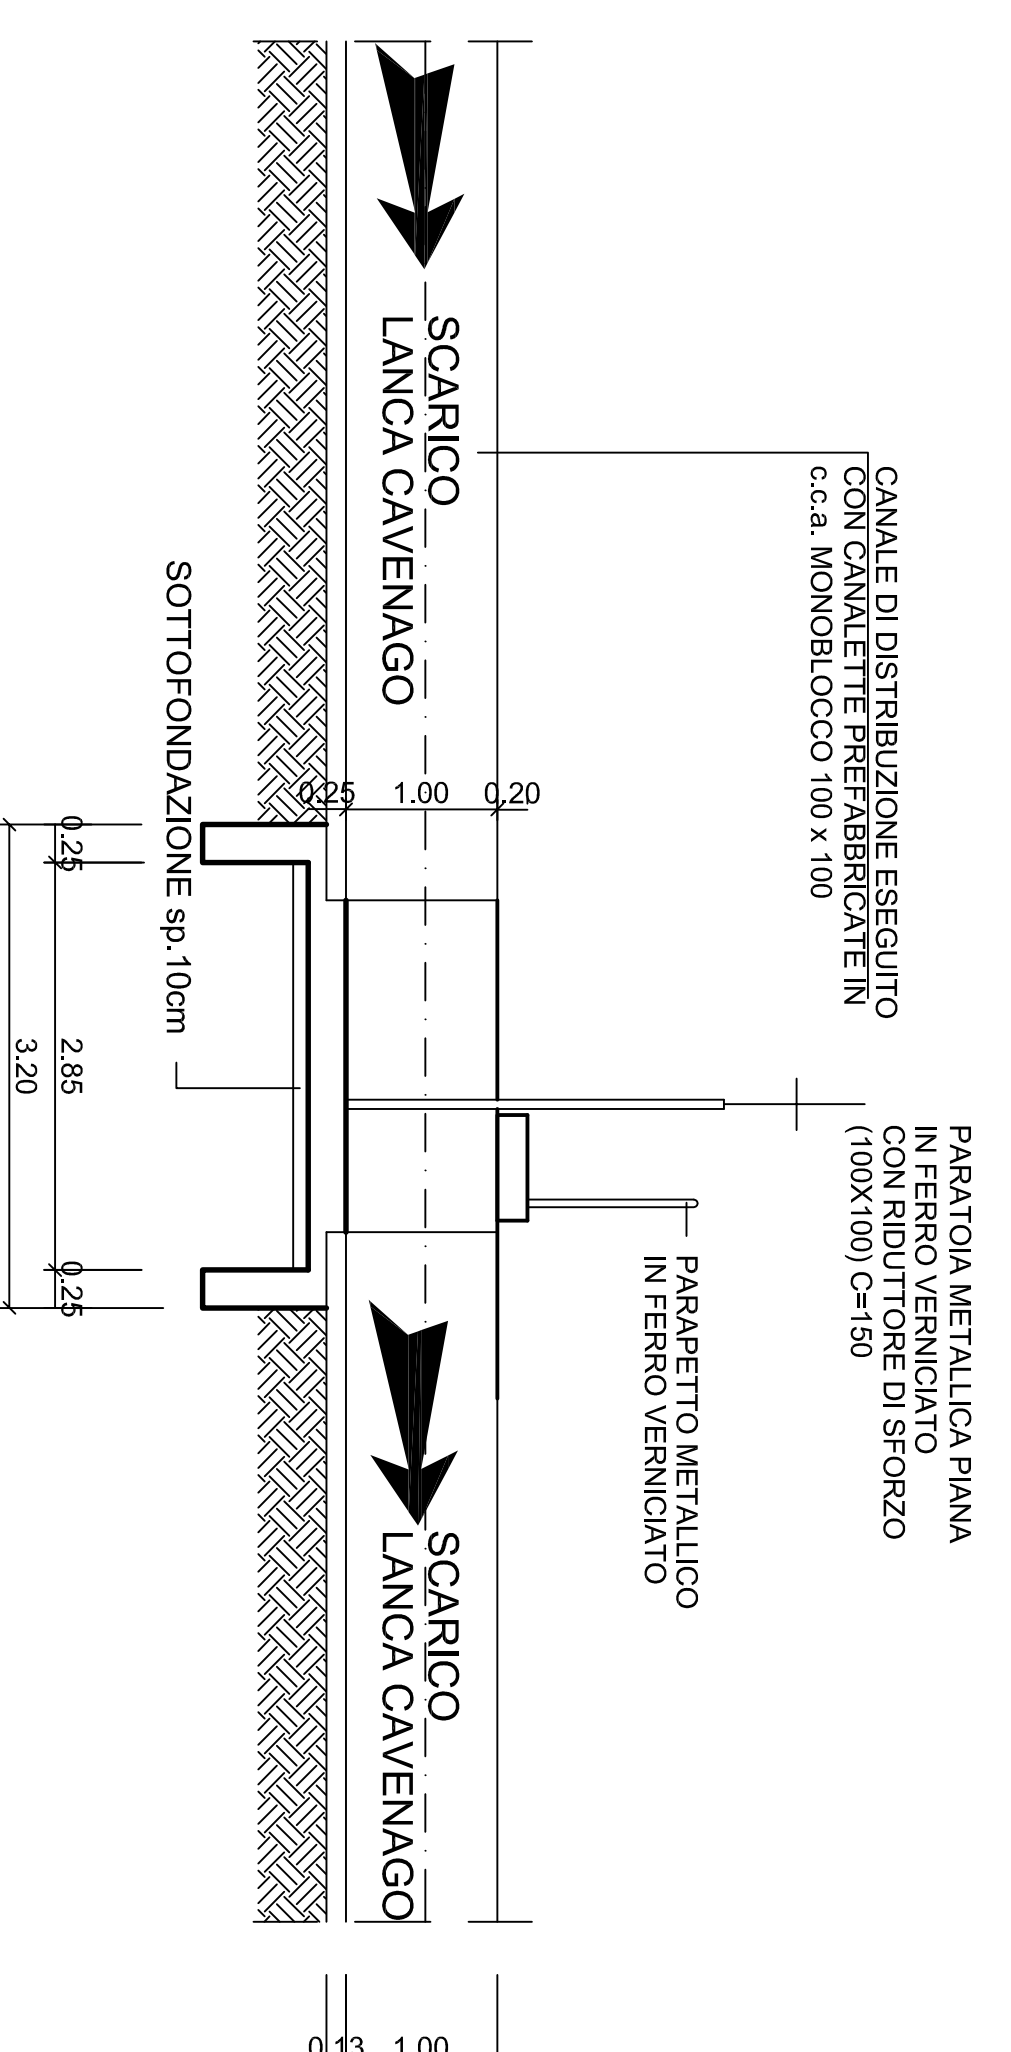 CANALE DI DISTRIBUZIONE ESEGUITO
CON CANALETTE PREFABBRICATE IN
c.c.a. MONOBLOCCO 100 x 100
PARATOIA METALLICA PIANA
IN FERRO VERNICIATO
CON RIDUTTORE DI SFORZO
(100X100) C=150
PARAPETTO METALLICO
IN FERRO VERNICIATO
SCARICO
LANCA CAVENAGO
0.20
1.00
0.25
SCARICO
LANCA CAVENAGO
SOTTOFONDAZIONE sp.10cm
0.25
2.85
0.25
3.20
1.00
0.13